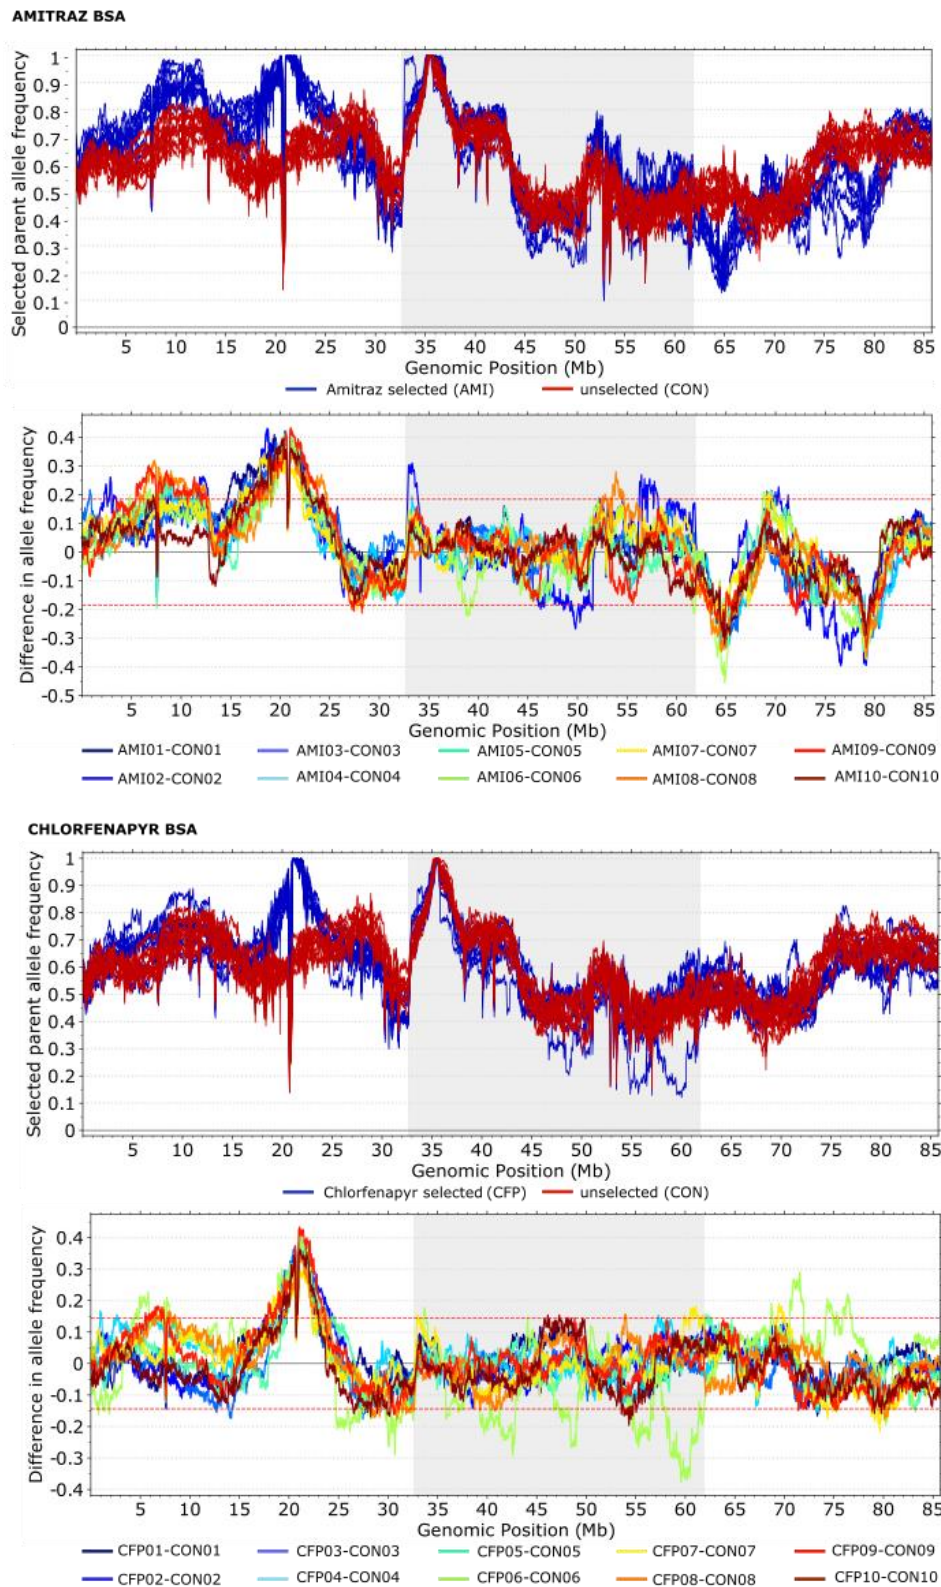 AMITRAZ BSA
Selected parent allele frequency
1
0.9
0.8
0.7
0.6
0.5
0.4
0.3
0.2
0.1
0
5 10 15 20 25 30 35 40 45 50 55 60 65 70 75 80 85
Genomic Position (Mb)
Amitraz selected (AMI) unselected (CON)
Difference in allele frequency
0.4
0.3
0.2
0.1
0
-0.1
-0.2
-0.3
-0.4
-0.5
5 10 15 20 25 30 35 40 45 50 55 60 65 70 75 80 85
Genomic Position (Mb)
AMI01-CON01 AMI03-CON03 AMI05-CON05 AMI07-CON07 AMI09-CON09
AMI02-CON02 AMI04-CON04 AMI06-CON06 AMI08-CON08 AMI10-CON10
CHLORFENAPYR BSA
Selected parent allele frequency
1
0.9
0.8
0.7
0.6
0.5
0.4
0.3
0.2
0.1
0
5 10 15 20 25 30 35 40 45 50 55 60 65 70 75 80 85
Genomic Position (Mb)
Chlorfenapyr selected (CFP) unselected (CON)
Difference in allele frequency
0.4
0.3
0.2
0.1
0
-0.1
-0.2
-0.3
-0.4
5 10 15 20 25 30 35 40 45 50 55 60 65 70 75 80 85
Genomic Position (Mb)
CFP01-CON01 CFP03-CON03 CFP05-CON05 CFP07-CON07 CFP09-CON09
CFP02-CON02 CFP04-CON04 CFP06-CON06 CFP08-CON08 CFP10-CON10